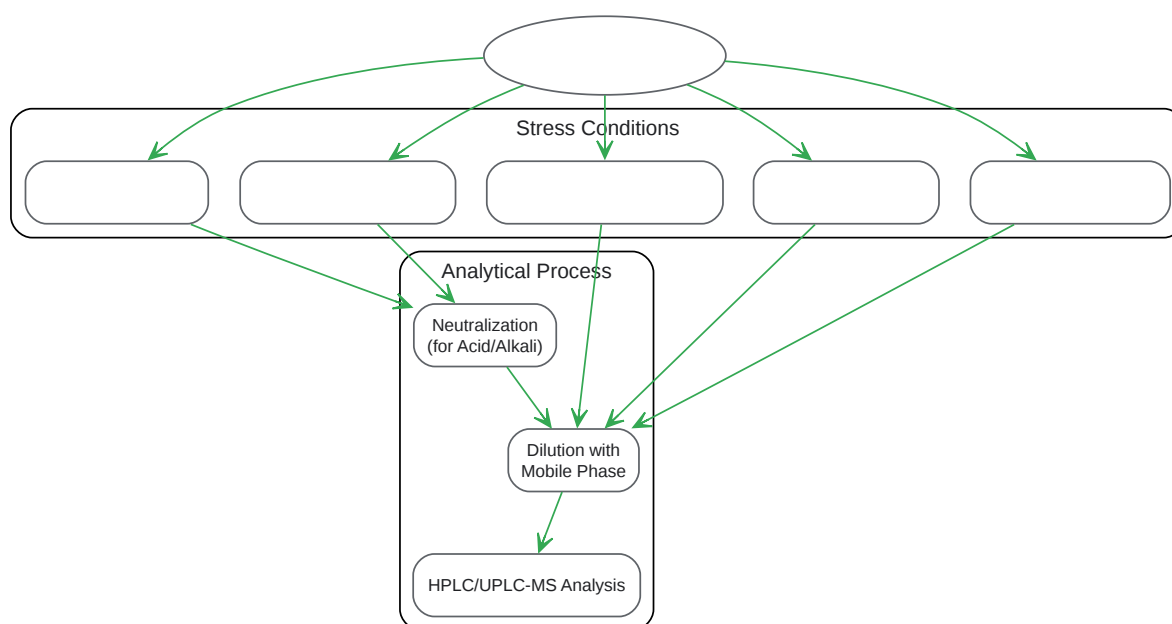 Stress Conditions
Analytical Process
Neutralization
(for Acid/Alkali)
Dilution with
Mobile Phase
HPLC/UPLC-MS Analysis